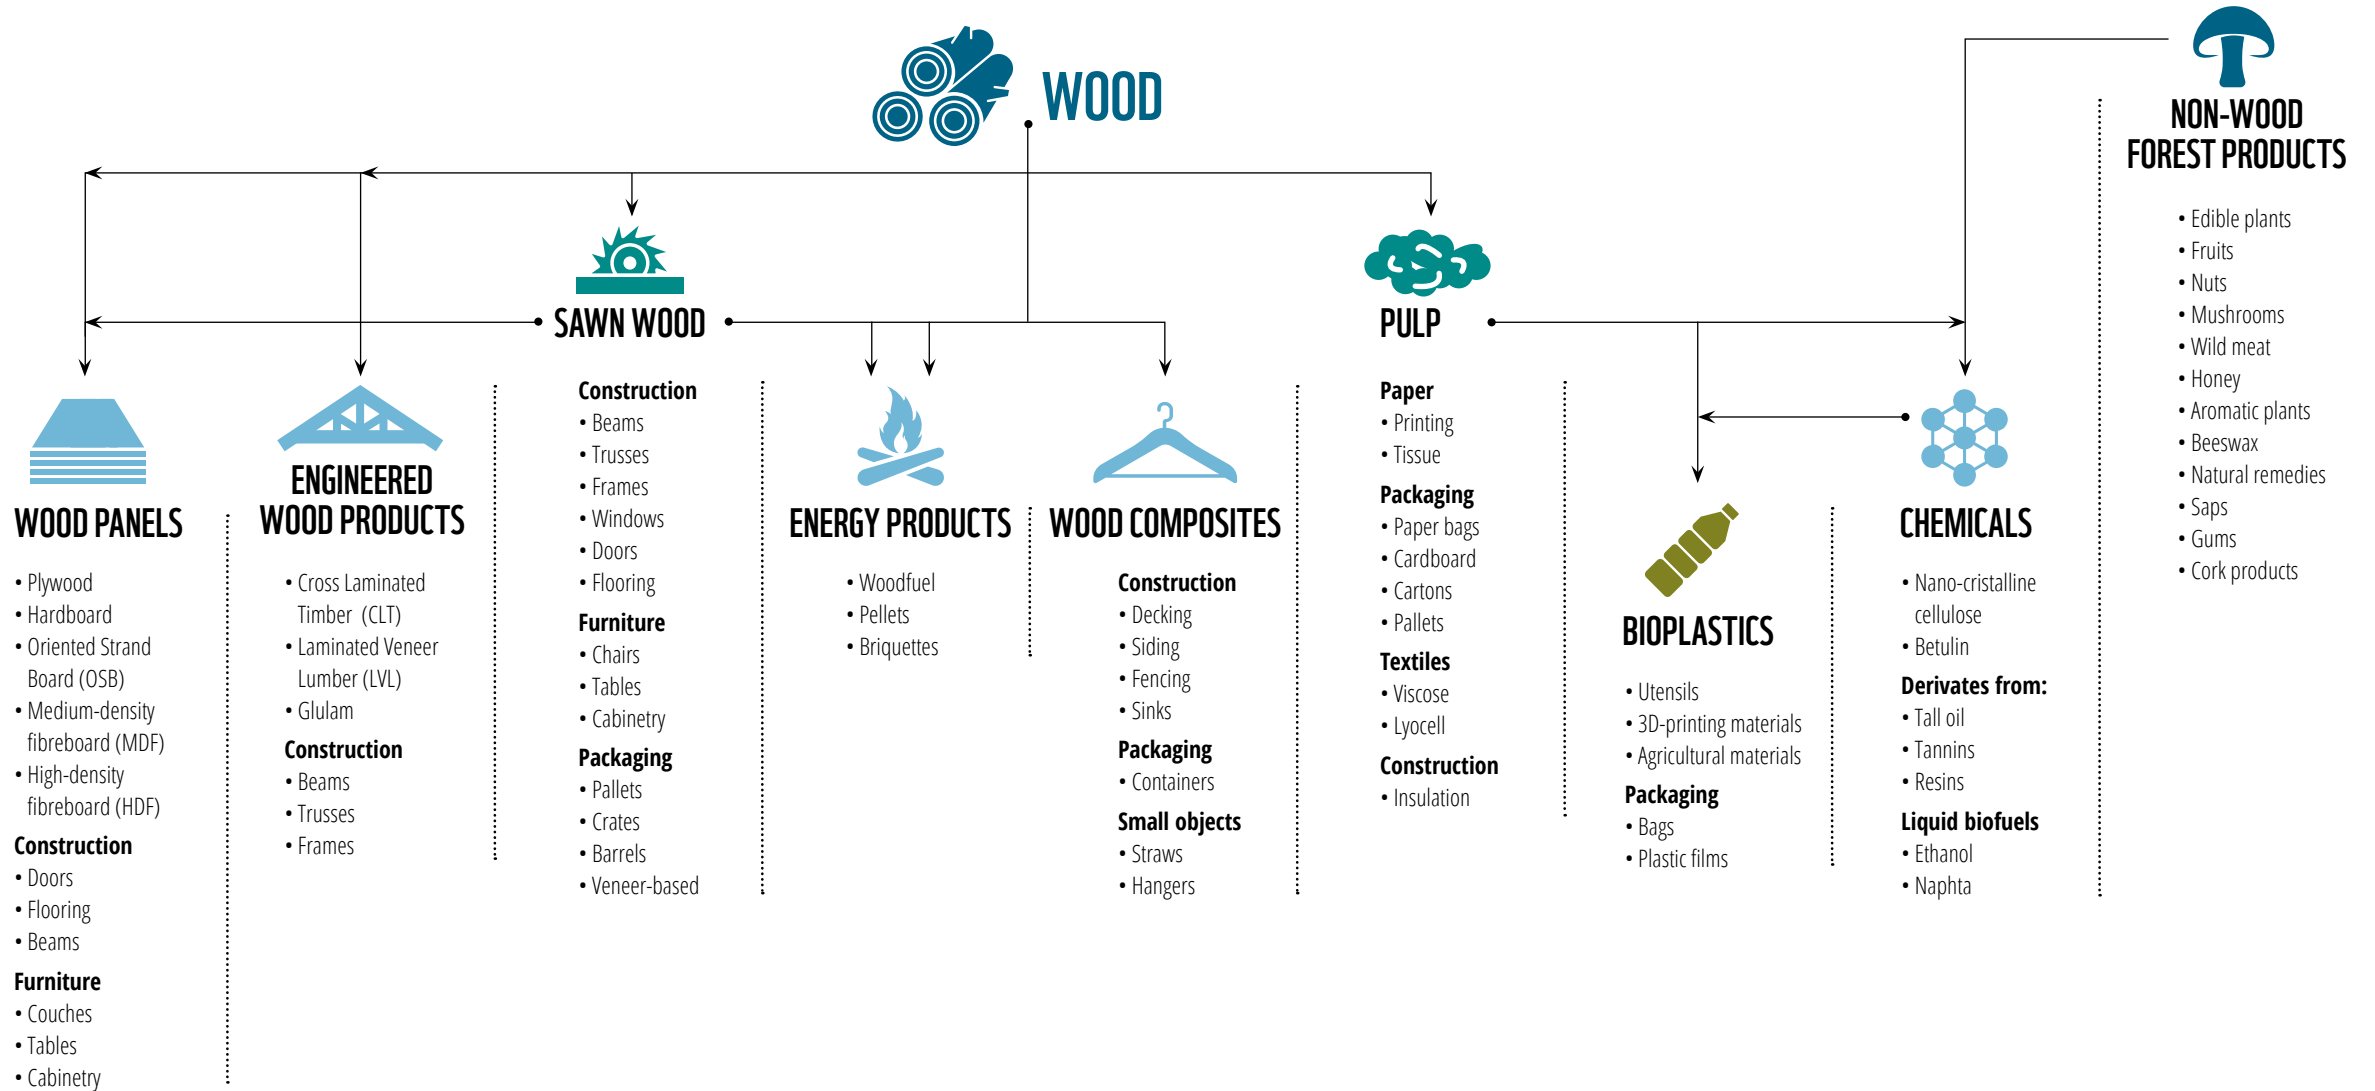 WOOD
NON-WOOD
FOREST PRODUCTS
• Edible plants
• Fruits
• Nuts
• Mushrooms
• Wild meat
• Honey
• Aromatic plants
• Beeswax
• Natural remedies
• Saps
• Gums
• Cork products
SAWN WOOD
PULP
WOOD PANELS
• Plywood
• Hardboard
• Oriented Strand
Board (OSB)
• Medium-density
fibreboard (MDF)
• High-density
fibreboard (HDF)
Construction
• Doors
• Flooring
• Beams
Furniture
• Couches
• Tables
• Cabinetry
ENGINEERED
WOOD PRODUCTS
• Cross Laminated
Timber (CLT)
• Laminated Veneer
Lumber (LVL)
• Glulam
Construction
• Beams
• Trusses
• Frames
Construction
• Beams
• Trusses
• Frames
• Windows
• Doors
• Flooring
Furniture
• Chairs
• Tables
• Cabinetry
Packaging
• Pallets
• Crates
• Barrels
• Veneer-based
ENERGY PRODUCTS
• Woodfuel
• Pellets
• Briquettes
WOOD COMPOSITES
Construction
• Decking
• Siding
• Fencing
• Sinks
Packaging
• Containers
Small objects
• Straws
• Hangers
Paper
• Printing
• Tissue
Packaging
• Paper bags
• Cardboard
• Cartons
• Pallets
Textiles
• Viscose
• Lyocell
Construction
• Insulation
BIOPLASTICS
• Utensils
• 3D-printing materials
• Agricultural materials
Packaging
• Bags
• Plastic films
CHEMICALS
• Nano-cristalline
cellulose
• Betulin
Derivates from:
• Tall oil
• Tannins
• Resins
Liquid biofuels
• Ethanol
• Naphta